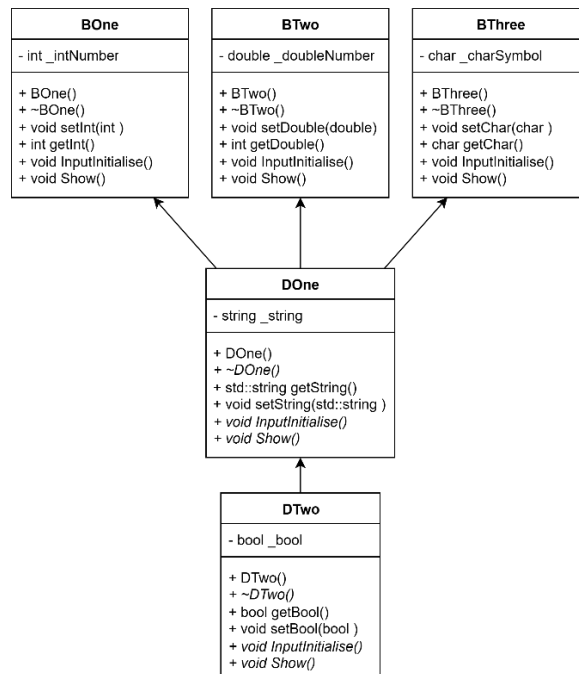 BOne
- int _intNumber
+ BOne()
+ ~BOne()
+ void setInt(int )
+ int getInt()
+ void InputInitialise()
+ void Show()
BTwo
- double _doubleNumber
+ BTwo()
+ ~BTwo()
+ void setDouble(double)
+ int getDouble()
+ void InputInitialise()
+ void Show()
BThree
- char _charSymbol
+ BThree()
+ ~BThree()
+ void setChar(char )
+ char getChar()
+ void InputInitialise()
+ void Show()
DOne
- string _string
+ DOne()
+ ~DOne()
+ std::string getString()
+ void setString(std::string )
+ void InputInitialise()
+ void Show()
DTwo
- bool _bool
+ DTwo()
+ ~DTwo()
+ bool getBool()
+ void setBool(bool )
+ void InputInitialise()
+ void Show()